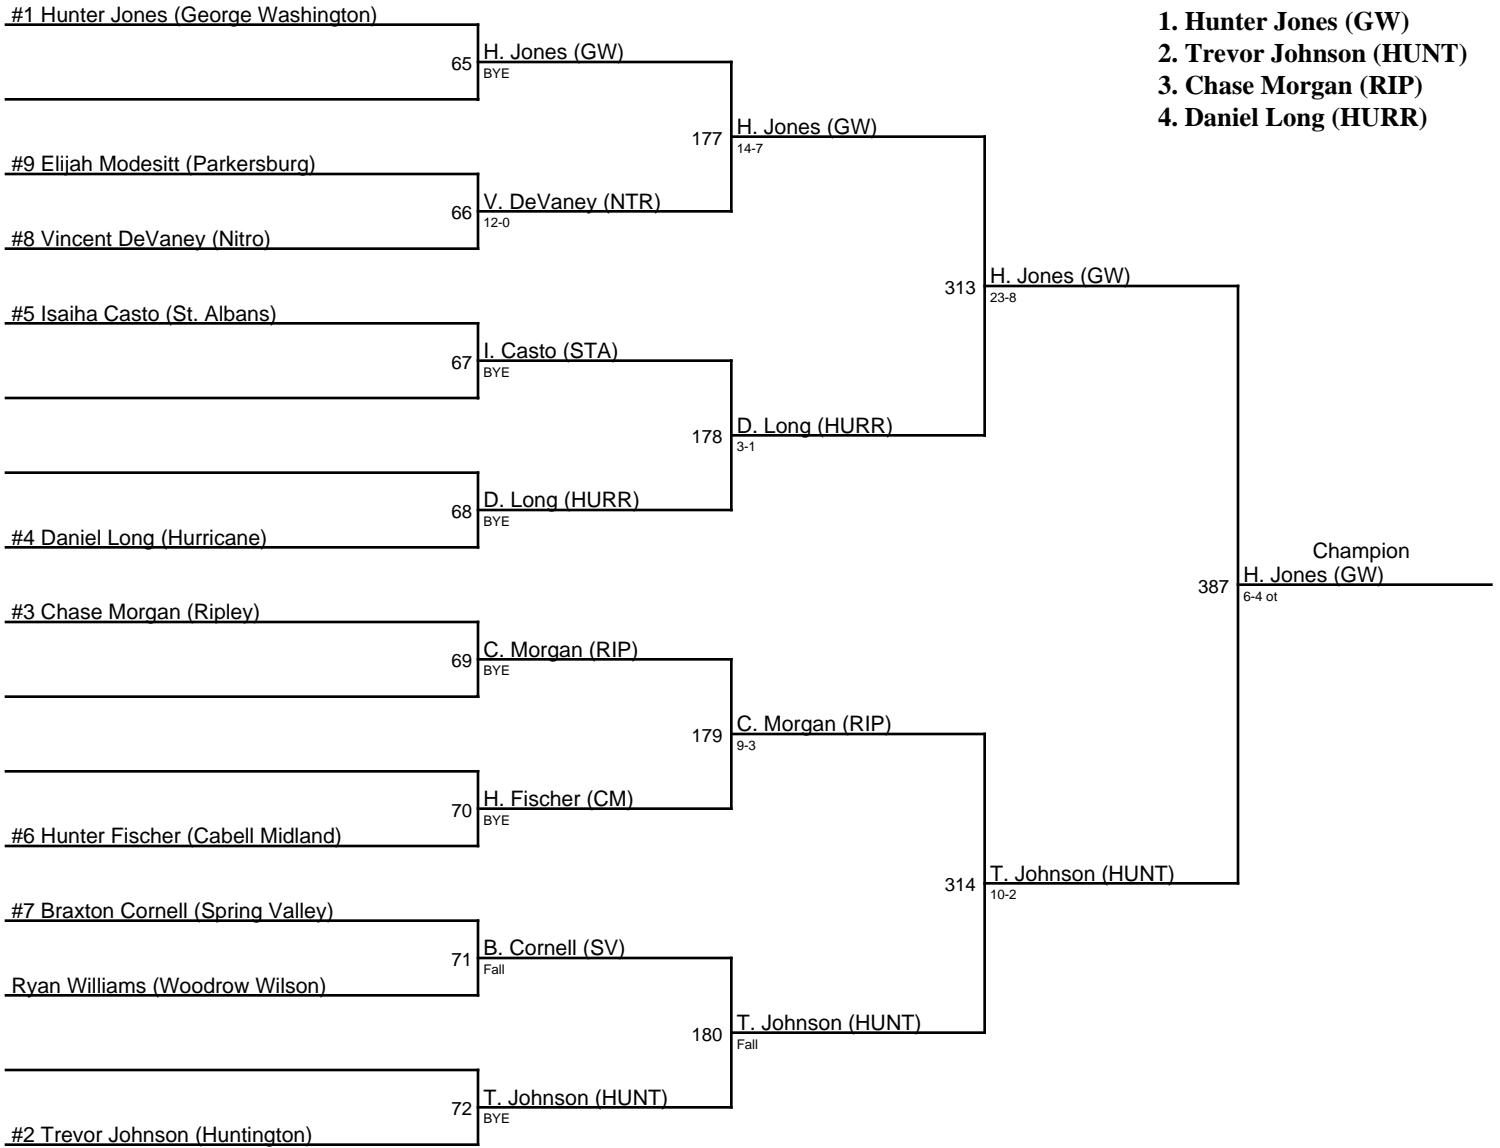 #1 Hunter Jones (George Washington)
1. Hunter Jones (GW)
2. Trevor Johnson (HUNT)
3. Chase Morgan (RIP)
4. Daniel Long (HURR)
65
H. Jones (GW)
BYE
177
H. Jones (GW)
14-7
#9 Elijah Modesitt (Parkersburg)
66
V. DeVaney (NTR)
12-0
#8 Vincent DeVaney (Nitro)
313
H. Jones (GW)
23-8
#5 Isaiha Casto (St. Albans)
67
I. Casto (STA)
BYE
178
D. Long (HURR)
3-1
68
D. Long (HURR)
BYE
#4 Daniel Long (Hurricane)
Champion
387
H. Jones (GW)
6-4 ot
#3 Chase Morgan (Ripley)
69
C. Morgan (RIP)
BYE
179
C. Morgan (RIP)
9-3
70
H. Fischer (CM)
BYE
#6 Hunter Fischer (Cabell Midland)
314
T. Johnson (HUNT)
10-2
#7 Braxton Cornell (Spring Valley)
71
B. Cornell (SV)
Fall
Ryan Williams (Woodrow Wilson)
180
T. Johnson (HUNT)
Fall
72
T. Johnson (HUNT)
BYE
#2 Trevor Johnson (Huntington)